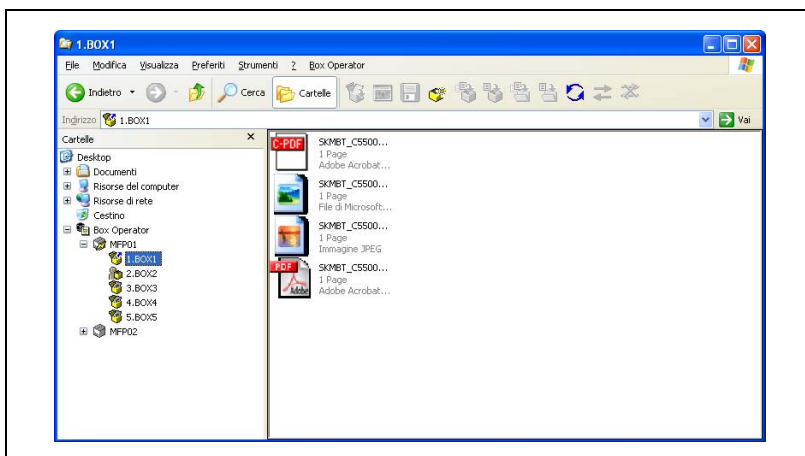 1.BOX1
File Modifica Visualizza Preferiti Strumenti ? Box Operator
Indietro Cerca Cartelle
Indirizzo 1.BOX1 Vai
Cartelle x
Desktop
Documenti
Risorse del computer
Risorse di rete
Cestino
Box Operator
MFP01
1.BOX1
2.BOX2
3.BOX3
4.BOX4
5.BOX5
MFP02
C-PDF
SKMBT_C5500...
1 Page
Adobe Acrobat...
SKMBT_C5500...
1 Page
File di Microsoft...
SKMBT_C5500...
1 Page
Immagine JPEG
PDF
Adobe
SKMBT_C5500...
1 Page
Adobe Acrobat...